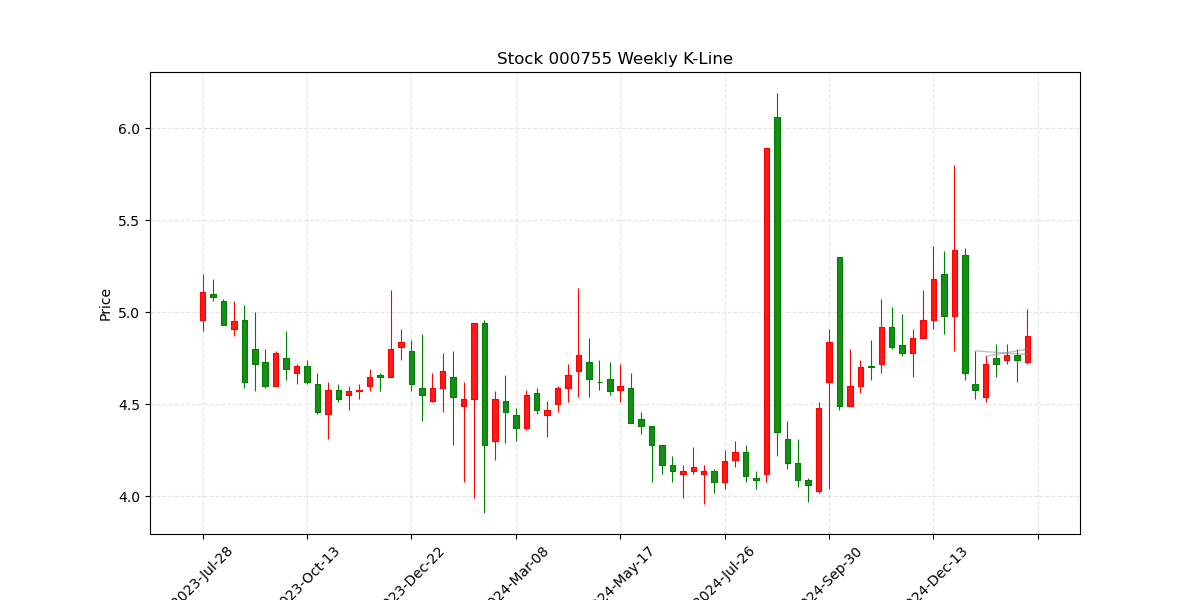 Stock 000755 Weekly K-Line
Price
6.0
5.5
5.0
4.5
4.0
2023-Jul-28
2023-Oct-13
2023-Dec-22
2024-Mar-08
2024-May-17
2024-Jul-26
2024-Sep-30
2024-Dec-13